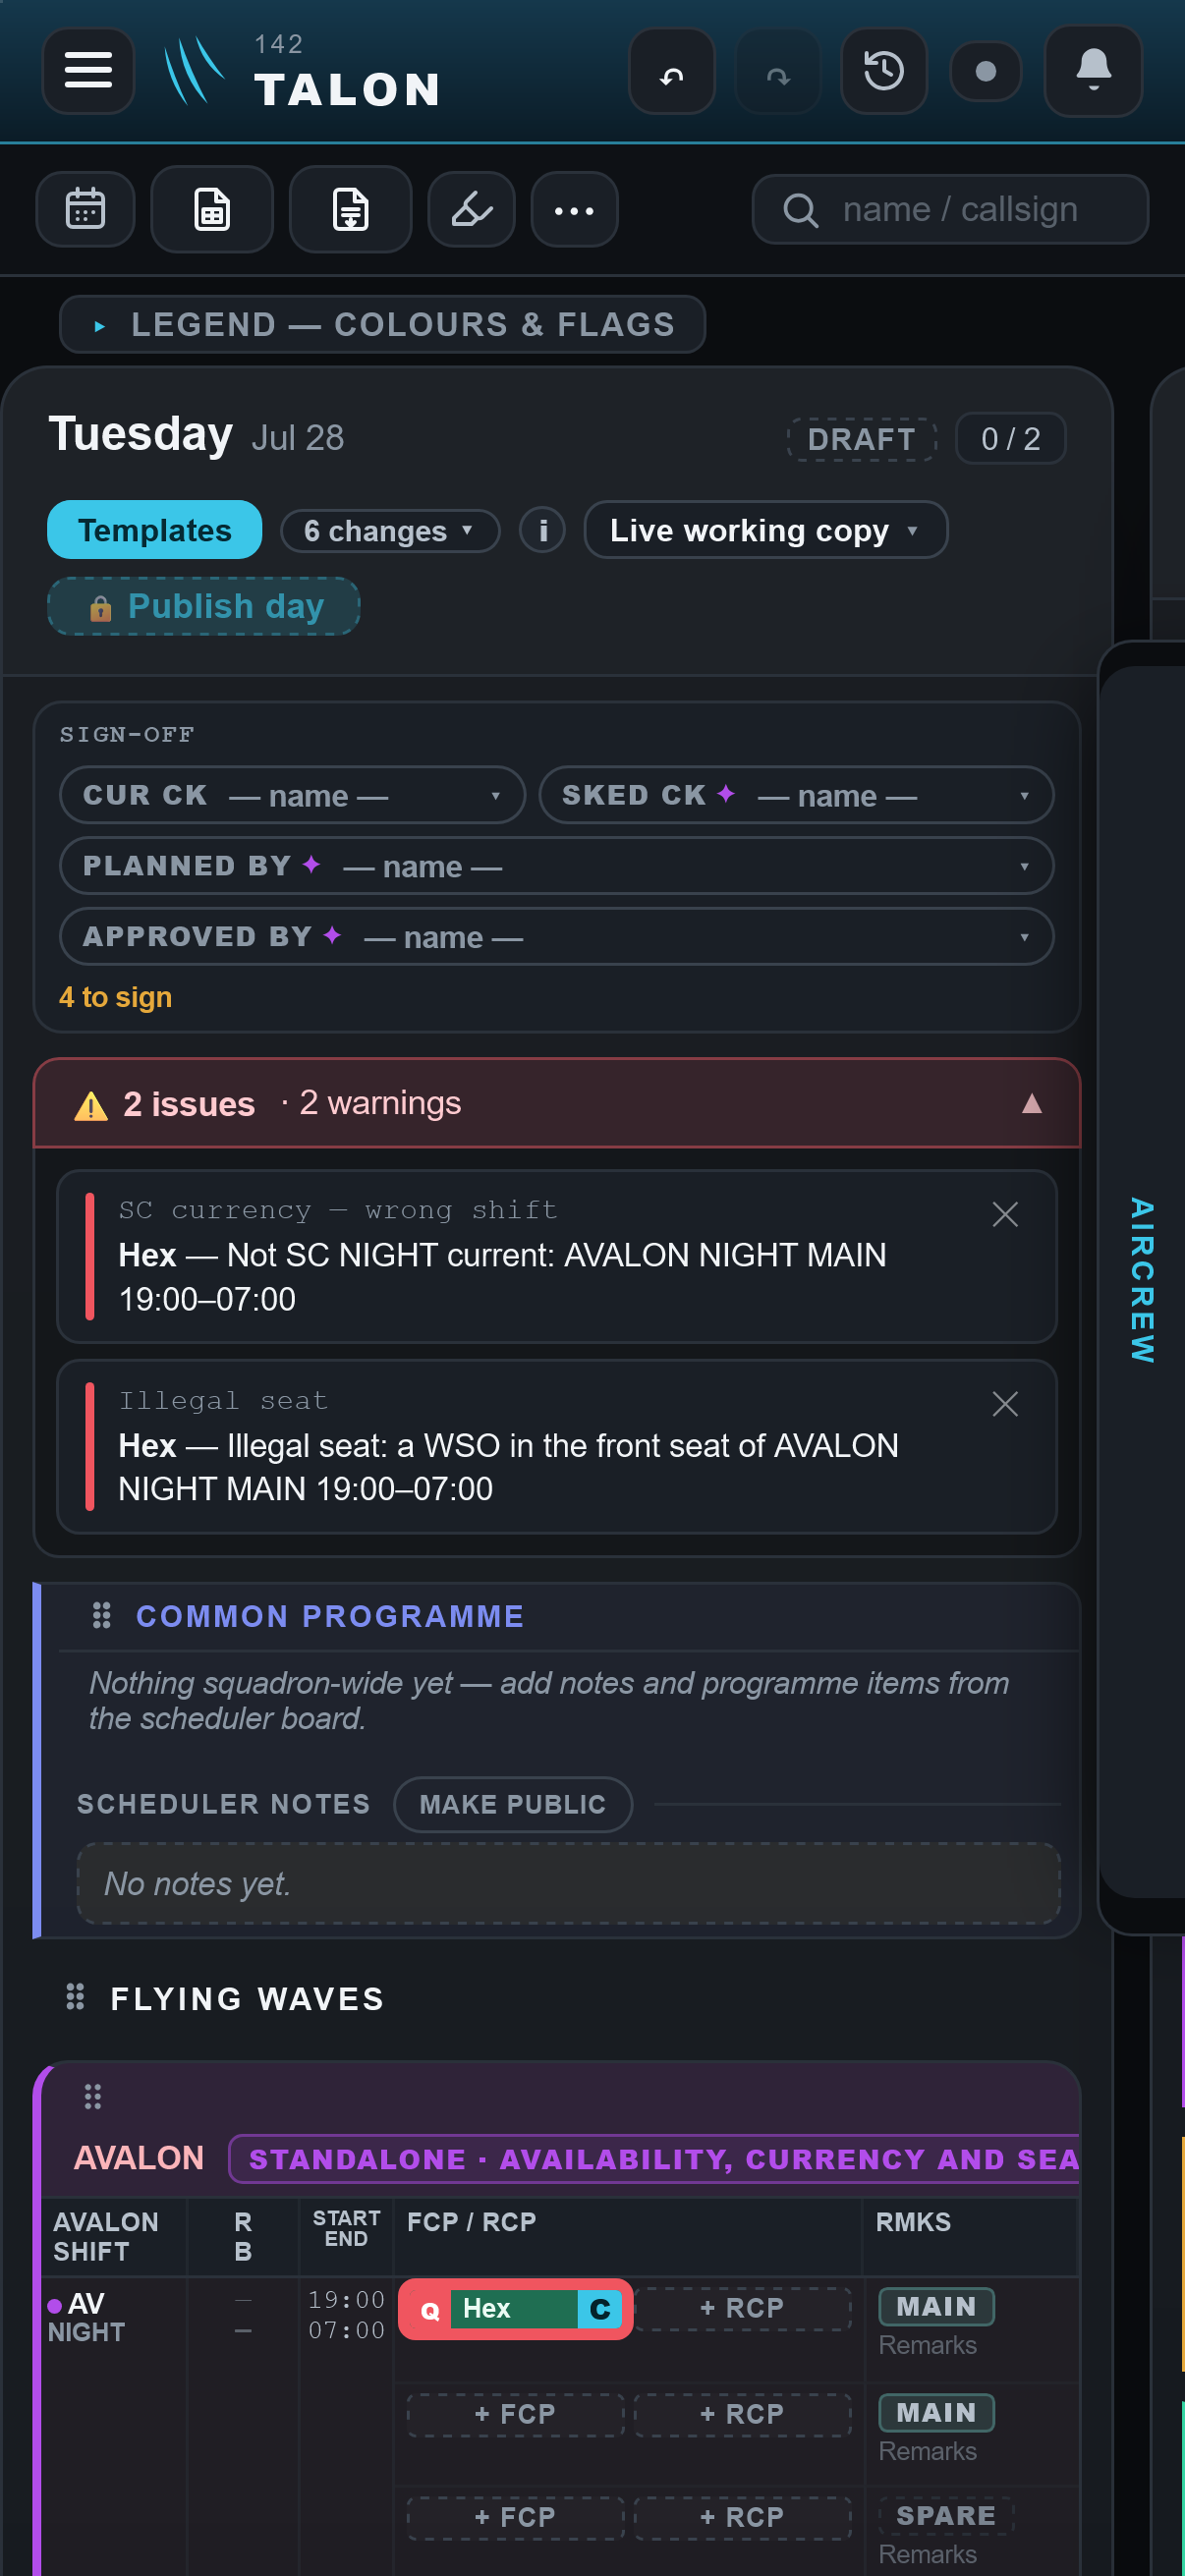 142
TALON
name / callsign
▸ LEGEND — COLOURS & FLAGS
Tuesday Jul 28 DRAFT 0 / 2
Templates 6 changes ▾ i Live working copy ▾
Publish day
SIGN-OFF
CUR CK — name — ▾ SKED CK ✦ — name — ▾
PLANNED BY ✦ — name — ▾
APPROVED BY ✦ — name — ▾
4 to sign
⚠️ 2 issues · 2 warnings ▲
SC currency — wrong shift
Hex — Not SC NIGHT current: AVALON NIGHT MAIN
19:00–07:00
Illegal seat
Hex — Illegal seat: a WSO in the front seat of AVALON
NIGHT MAIN 19:00–07:00
AIRCREW
COMMON PROGRAMME
Nothing squadron-wide yet — add notes and programme items from
the scheduler board.
SCHEDULER NOTES MAKE PUBLIC
No notes yet.
FLYING WAVES
AVALON STANDALONE · AVAILABILITY, CURRENCY AND SEA
AVALON R START FCP / RCP RMKS
SHIFT B END
AV — 19:00 Q Hex C + RCP MAIN
NIGHT — 07:00 Remarks
+ FCP + RCP MAIN
Remarks
+ FCP + RCP SPARE
Remarks